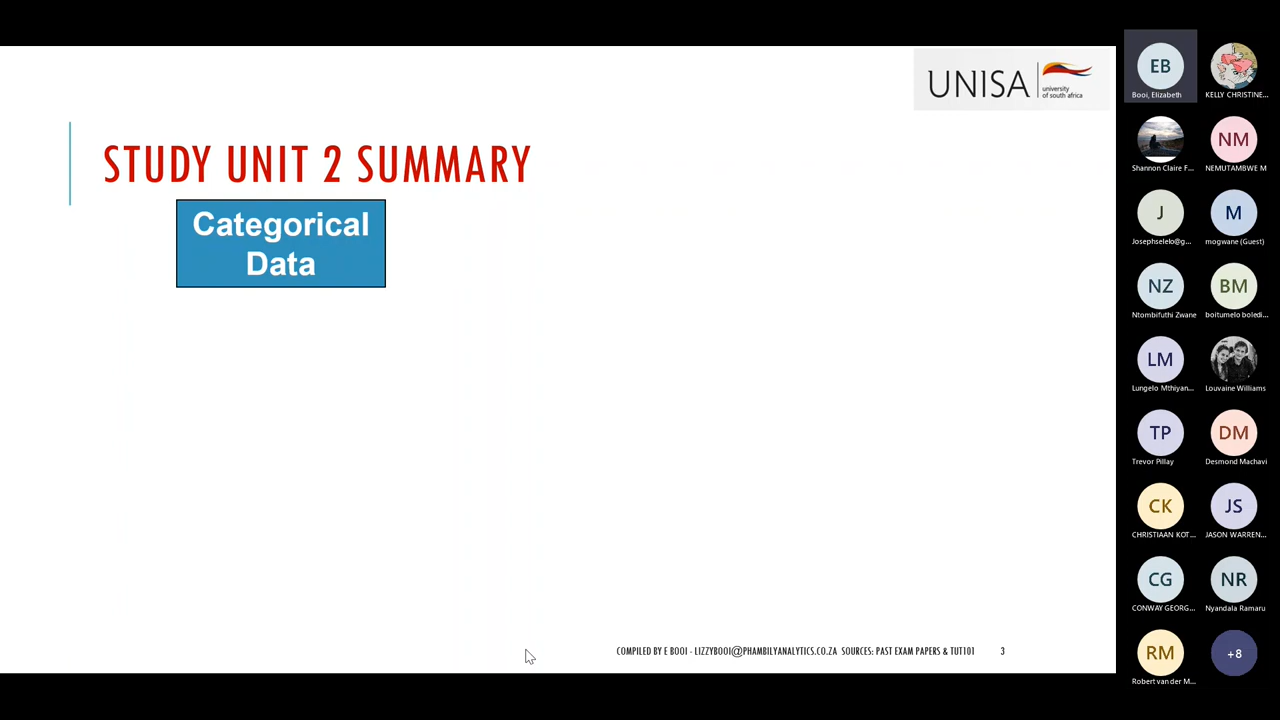 UNISA
university
of south africa
STUDY UNIT 2 SUMMARY
Categorical
Data
COMPILED BY E BOOI - LIZZYBOOI@PHAMBILYANALYTICS.CO.ZA SOURCES: PAST EXAM PAPERS & TUT101 3
EB
Booi, Elizabeth
KELLY CHRISTINE...
Shannon Claire F...
NM
NEMUTAMBWE M
J
Josephselelo@g...
M
mogwane (Guest)
NZ
Ntombifuthi Zwane
BM
boitumelo boledi...
LM
Lungelo Mthiyan...
Louvaine Williams
TP
Trevor Pillay
DM
Desmond Machavi
CK
CHRISTIAAN KOT...
JS
JASON WARREN...
CG
CONWAY GEORG...
NR
Nyandala Ramaru
RM
Robert van der M...
+8